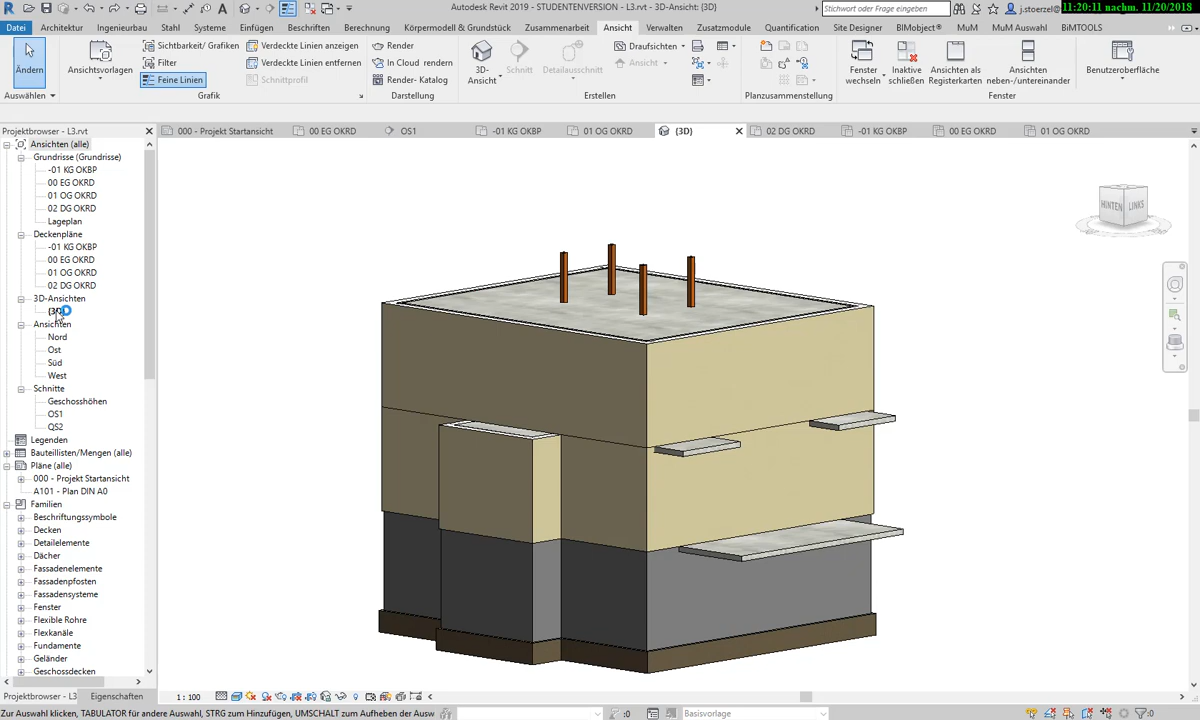 Autodesk Revit 2019 - STUDENTENVERSION - L3.rvt - 3D-Ansicht: {3D}
Stichwort oder Frage eingeben
j.stoerzel
11:20:11 nachm. 11/20/2018
Datei Architektur Ingenieurbau Stahl Systeme Einfügen Beschriften Berechnung Körpermodell & Grundstück Zusammenarbeit Ansicht Verwalten Zusatzmodule Quantification Site Designer BIMobject® MuM MuM Auswahl BiMTOOLS
Ändern
Auswählen
Ansichtsvorlagen
Sichtbarkeit/ Grafiken
Filter
Feine Linien
Verdeckte Linien anzeigen
Verdeckte Linien entfernen
Schnittprofil
Grafik
Render
In Cloud rendern
Render- Katalog
Darstellung
3D-
Ansicht
Schnitt
Detailausschnitt
Draufsichten
Ansicht
Erstellen
Planzusammenstellung
Fenster
wechseln
Inaktive
schließen
Ansichten als
Registerkarten
Ansichten
neben-/untereinander
Fenster
Benutzeroberfläche
Projektbrowser - L3.rvt
000 - Projekt Startansicht 00 EG OKRD OS1 -01 KG OKBP 01 OG OKRD {3D} 02 DG OKRD -01 KG OKBP 00 EG OKRD 01 OG OKRD
Ansichten (alle)
Grundrisse (Grundrisse)
-01 KG OKBP
00 EG OKRD
01 OG OKRD
02 DG OKRD
Lageplan
Deckenpläne
-01 KG OKBP
00 EG OKRD
01 OG OKRD
02 DG OKRD
3D-Ansichten
Ansichten
Nord
Ost
Süd
West
Schnitte
Geschosshöhen
OS1
QS2
Legenden
Bauteillisten/Mengen (alle)
Pläne (alle)
000 - Projekt Startansicht
A101 - Plan DIN A0
Familien
Beschriftungssymbole
Decken
Detailelemente
Dächer
Fassadenelemente
Fassadenpfosten
Fassadensysteme
Fenster
Flexible Rohre
Flexkanäle
Fundamente
Geländer
Geschossdecken
HINTEN LINKS
Projektbrowser - L3 Eigenschaften
1 : 100
Zur Auswahl klicken, TABULATOR für andere Auswahl, STRG zum Hinzufügen, UMSCHALT zum Aufheben der Ausw
:0
Basisvorlage
:0